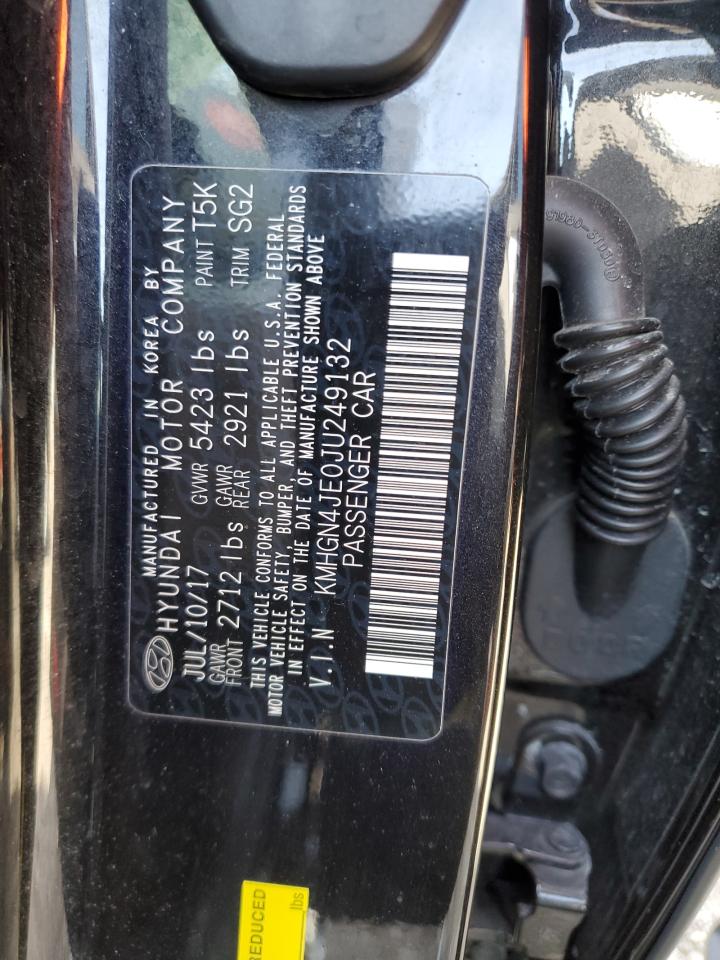 MANUFACTURED IN KOREA BY
HYUNDAI MOTOR COMPANY
JUL/10/17 GVWR 5423 lbs PAINT T5K
GAWR FRONT 2712 lbs GAWR REAR 2921 lbs TRIM SG2
THIS VEHICLE CONFORMS TO ALL APPLICABLE U.S.A. FEDERAL
MOTOR VEHICLE SAFETY, BUMPER, AND THEFT PREVENTION STANDARDS
IN EFFECT ON THE DATE OF MANUFACTURE SHOWN ABOVE
V.I.N KMHGN4JE0JU249132
PASSENGER CAR
REDUCED
lbs